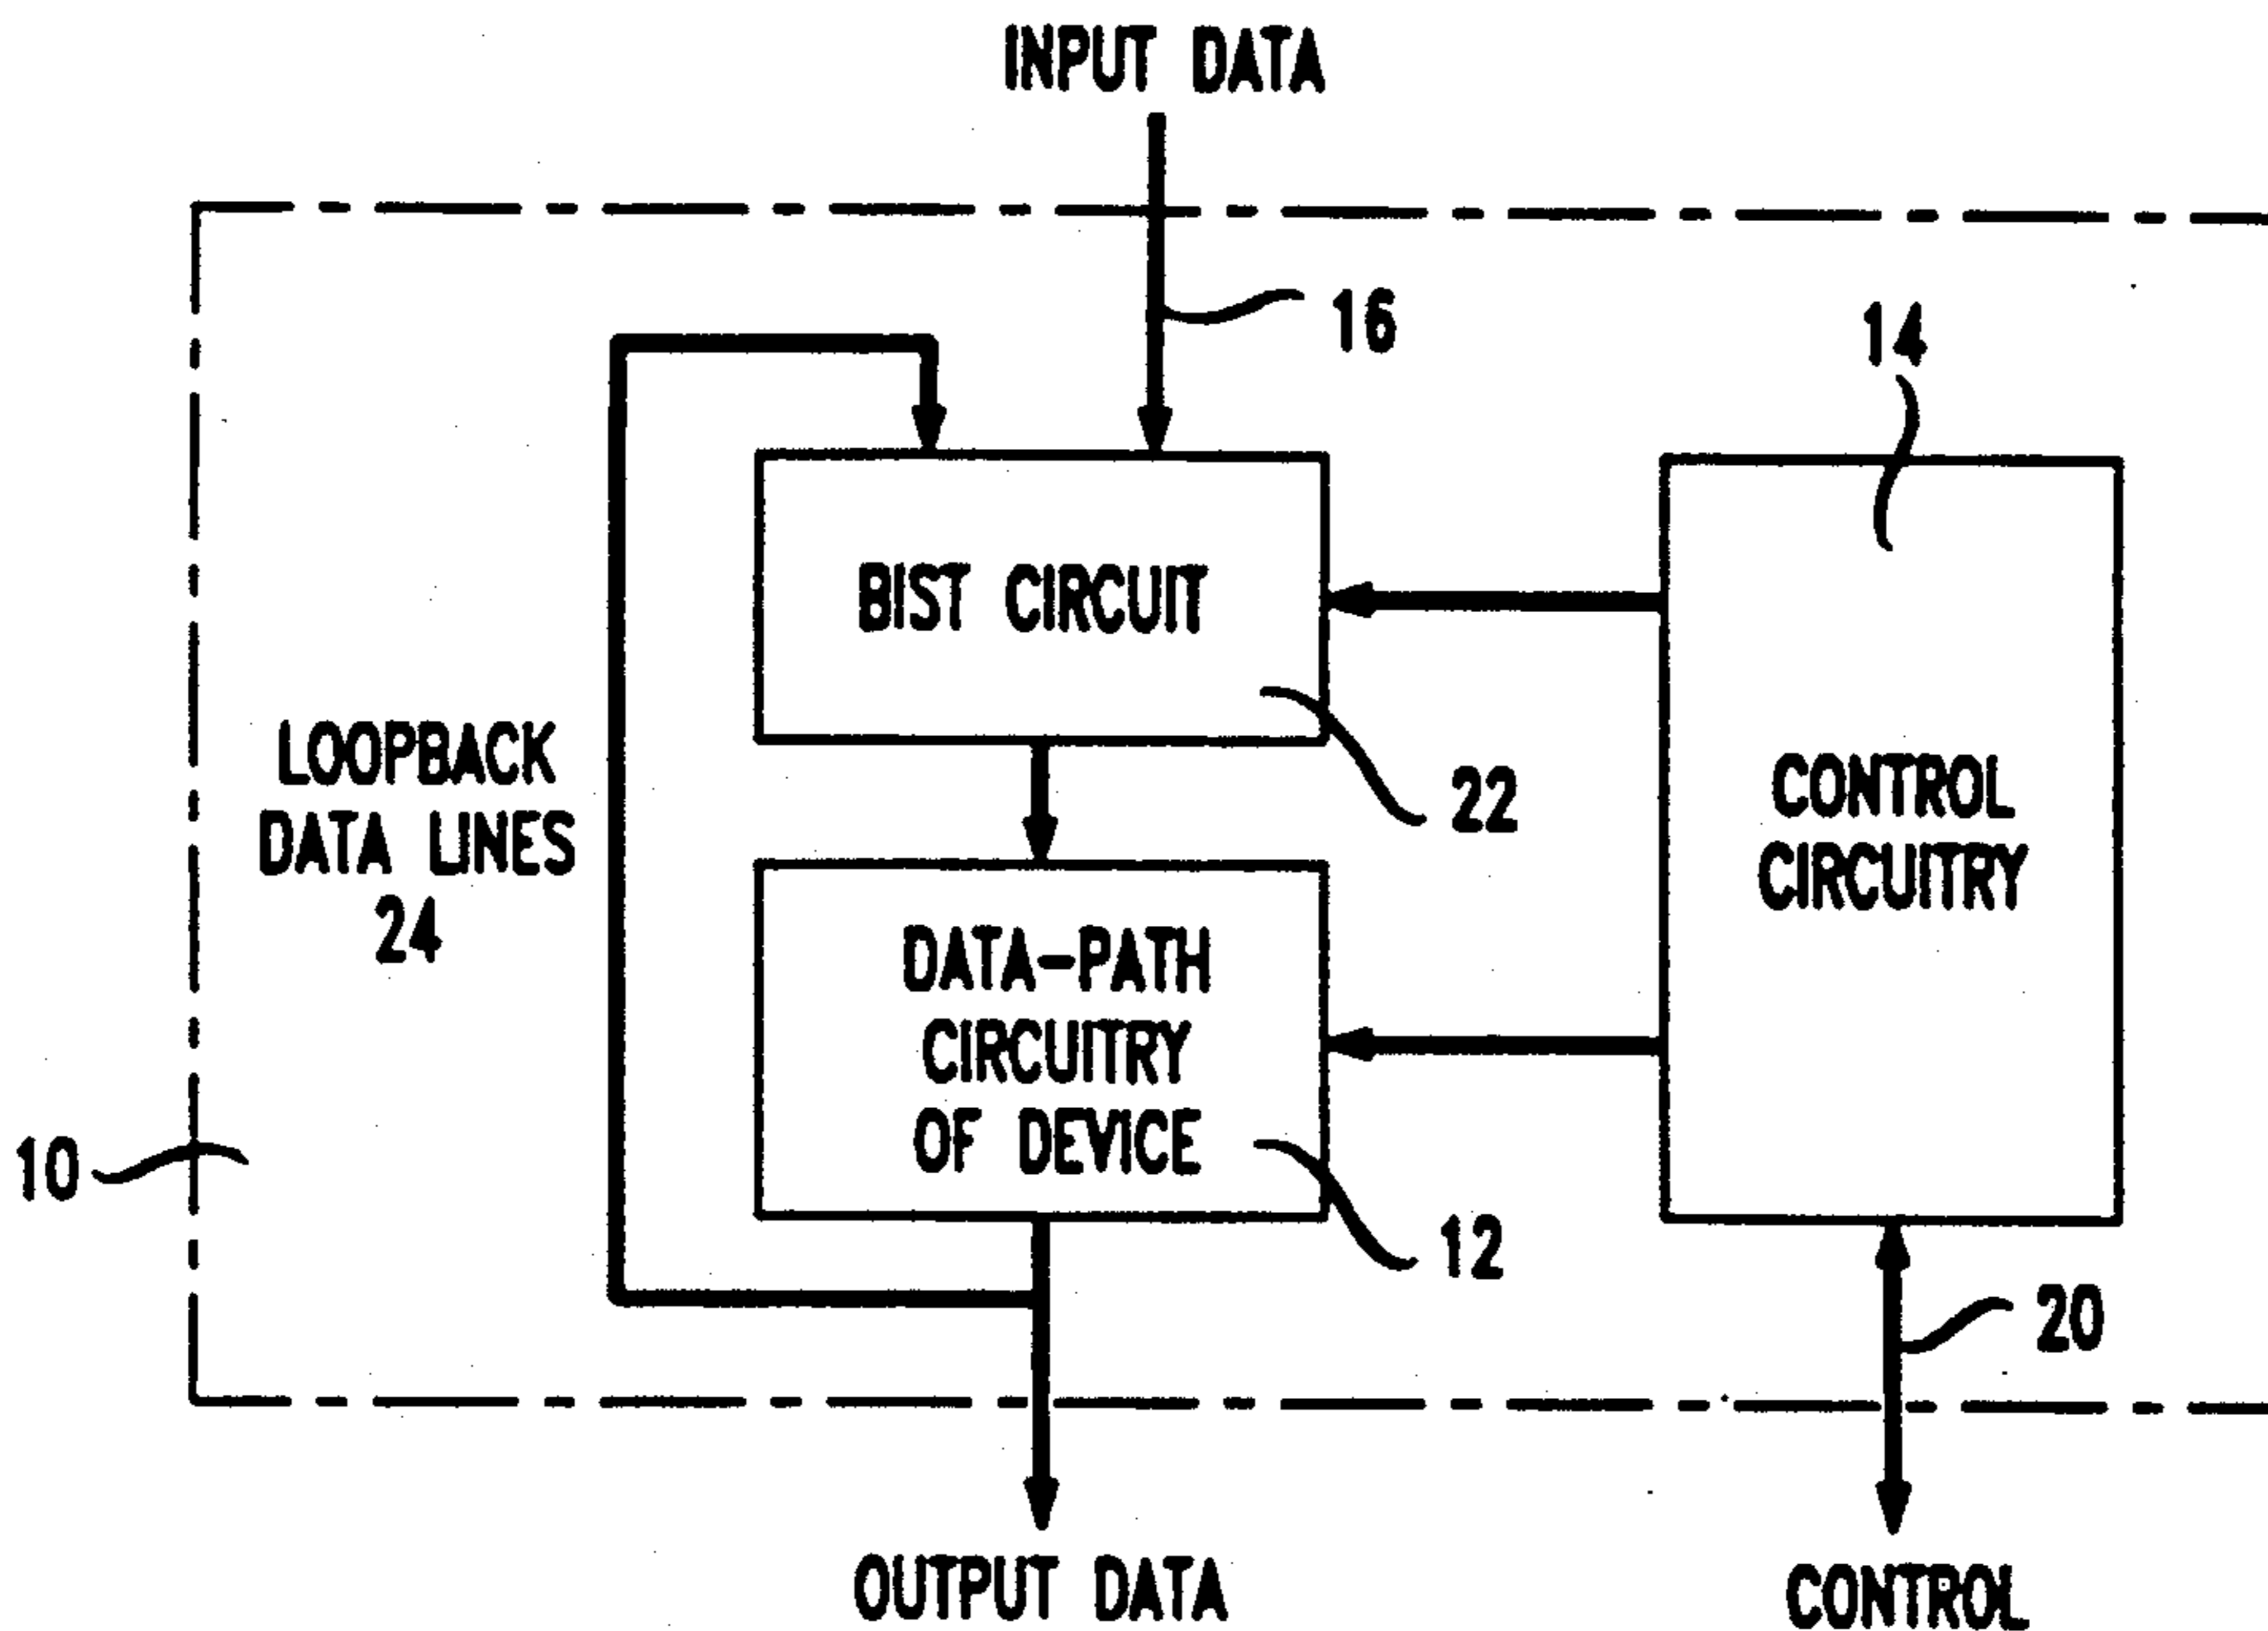 INPUT DATA
16
14
BIST CIRCUIT
22
LOOPBACK
DATA LINES
24
CONTROL
CIRCUITRY
DATA-PATH
CIRCUITRY
OF DEVICE
10
12
20
OUTPUT DATA
CONTROL